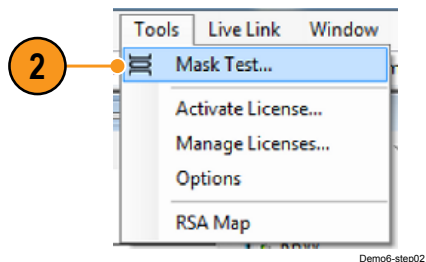 Tools Live Link Window
2
Mask Test...
Activate License...
Manage Licenses...
Options
RSA Map
Demo6-step02